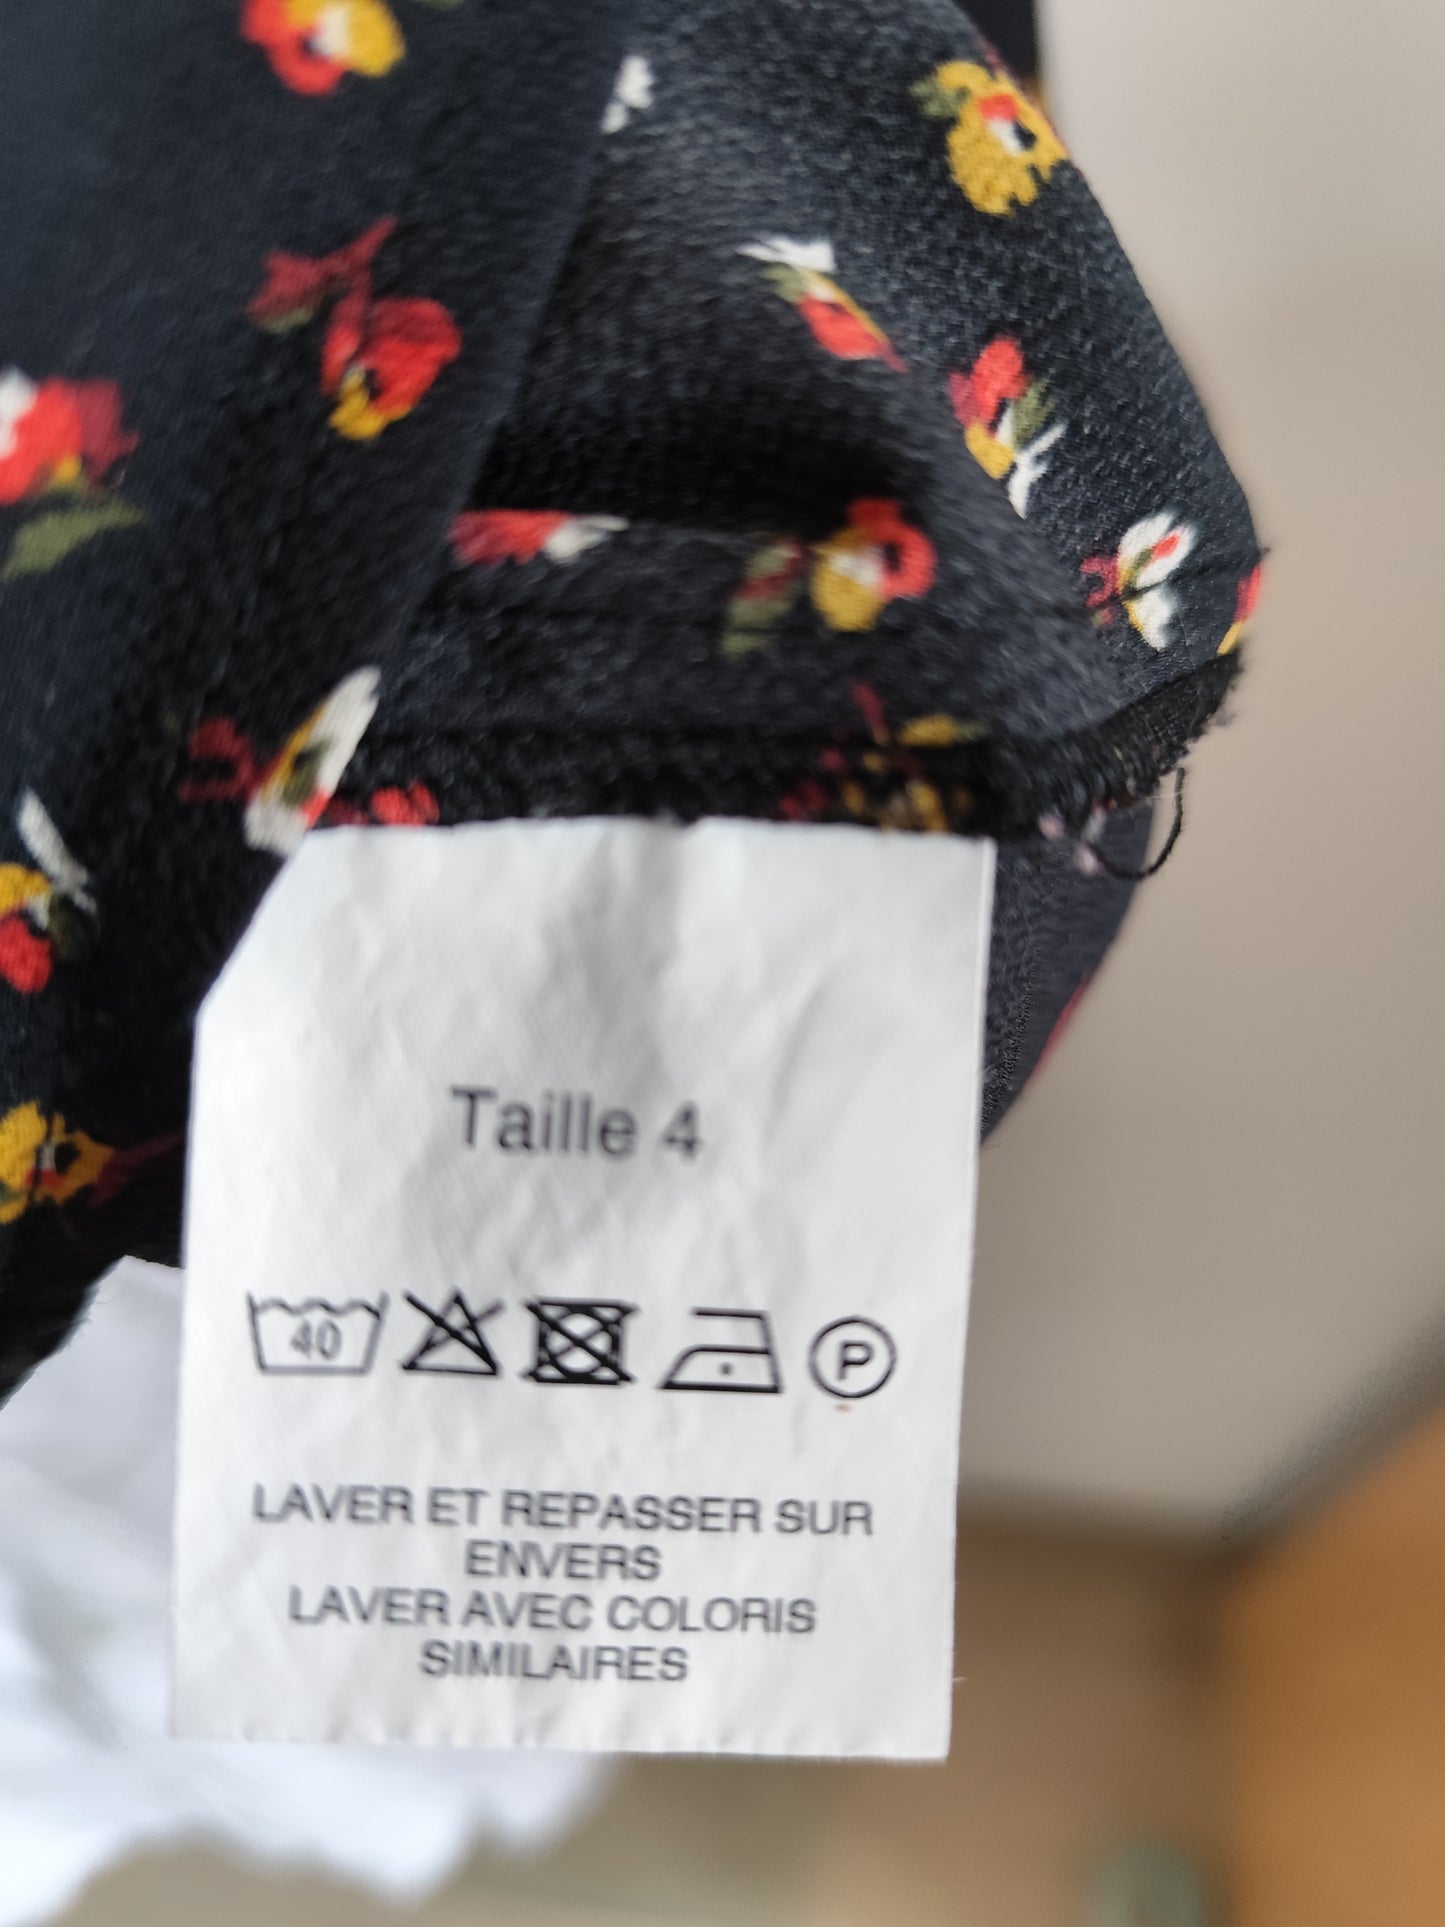 Taille 4
40 P
LAVER ET REPASSER SUR
ENVERS
LAVER AVEC COLORIS
SIMILAIRES